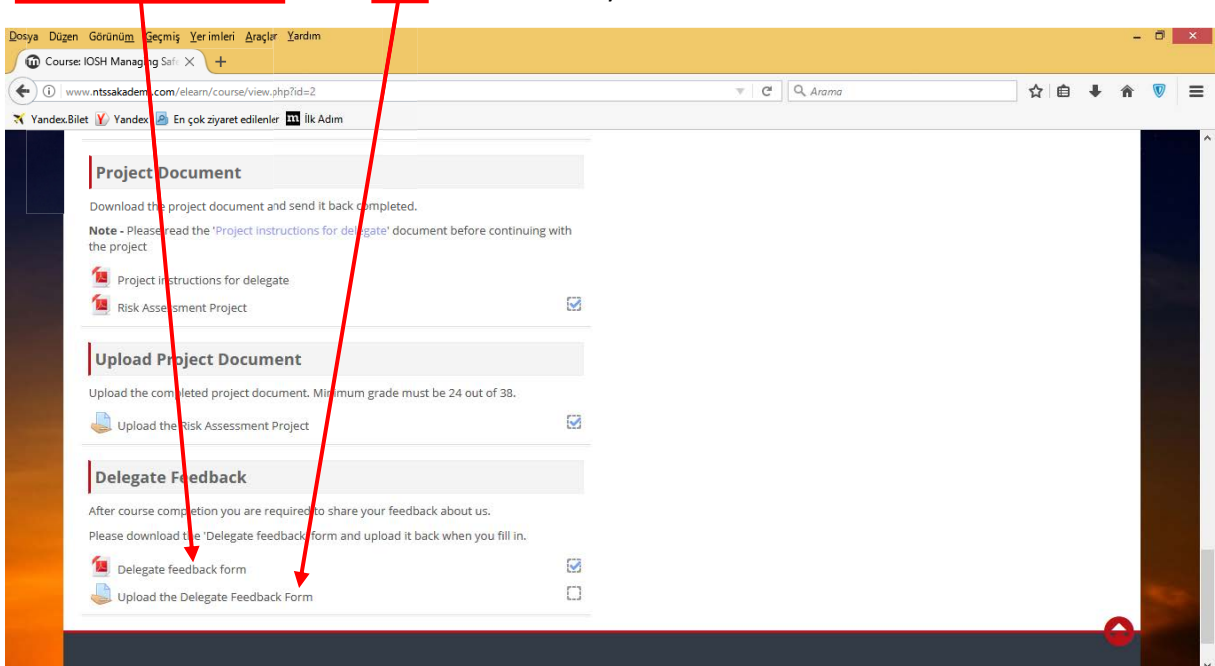 Dosya Düzen Görünüm Geçmiş Yer imleri Araçlar Yardım
Course: IOSH Managing Safe
www.ntssakademi.com/elearn/course/view.php?id=2
Arama
Yandex.Bilet Yandex En çok ziyaret edilenler İlk Adım
Project Document
Download the project document and send it back completed.
Note - Please read the 'Project instructions for delegate' document before continuing with
the project
Project instructions for delegate
Risk Assessment Project
Upload Project Document
Upload the completed project document. Minimum grade must be 24 out of 38.
Upload the Risk Assessment Project
Delegate Feedback
After course completion you are required to share your feedback about us.
Please download the 'Delegate feedback' form and upload it back when you fill in.
Delegate feedback form
Upload the Delegate Feedback Form